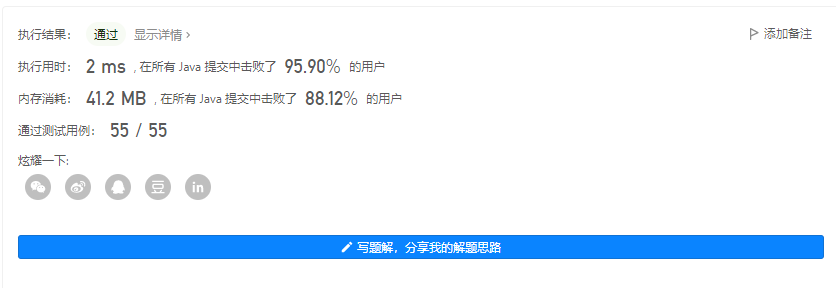 执行结果： 通过 显示详情 › 添加备注
执行用时： 2 ms , 在所有 Java 提交中击败了 95.90% 的用户
内存消耗： 41.2 MB , 在所有 Java 提交中击败了 88.12% 的用户
通过测试用例： 55 / 55
炫耀一下:
豆 in
写题解，分享我的解题思路